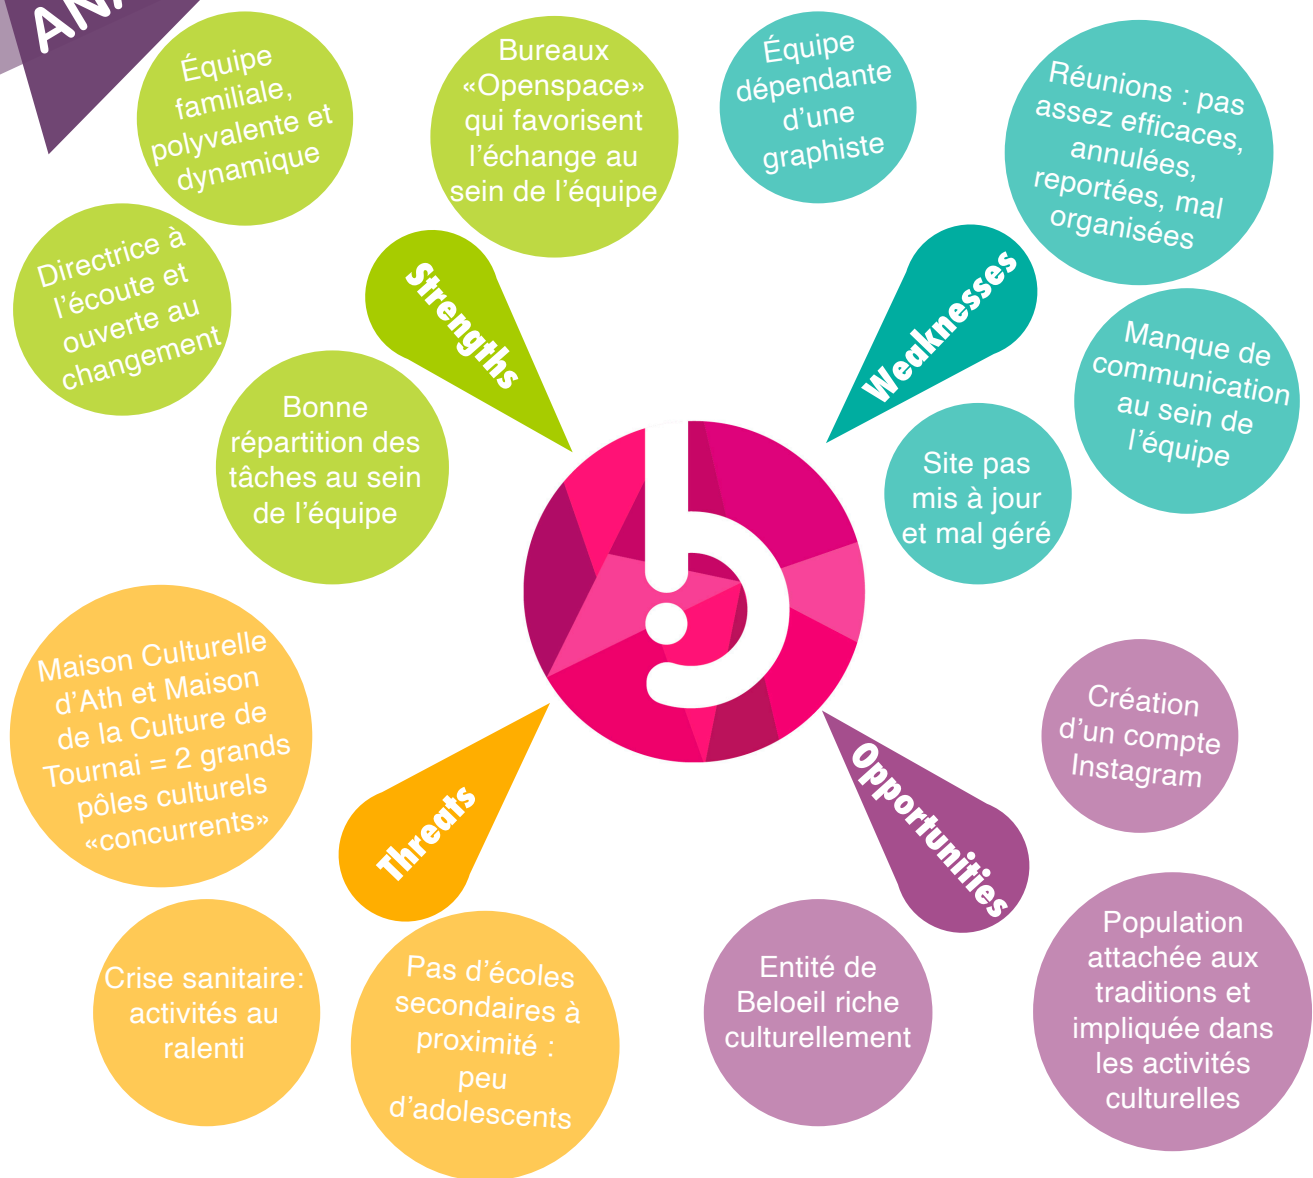 Équipe
familiale,
polyvalente et
dynamique
Bureaux
«Openspace»
qui favorisent
l’échange au
sein de l’équipe
Équipe
dépendante
d’une
graphiste
Réunions : pas
assez efficaces,
annulées,
reportées, mal
organisées
Directrice à
l’écoute et
ouverte au
changement
Strengths
Weaknesses
Manque de
communication
au sein de
l’équipe
Bonne
répartition des
tâches au sein
de l’équipe
Site pas
mis à jour
et mal géré
Maison Culturelle
d’Ath et Maison
de la Culture de
Tournai = 2 grands
pôles culturels
«concurrents»
Threats
Opportunities
Création
d’un compte
Instagram
Crise sanitaire:
activités au
ralenti
Pas d’écoles
secondaires à
proximité :
peu
d’adolescents
Entité de
Beloeil riche
culturellement
Population
attachée aux
traditions et
impliquée dans
les activités
culturelles